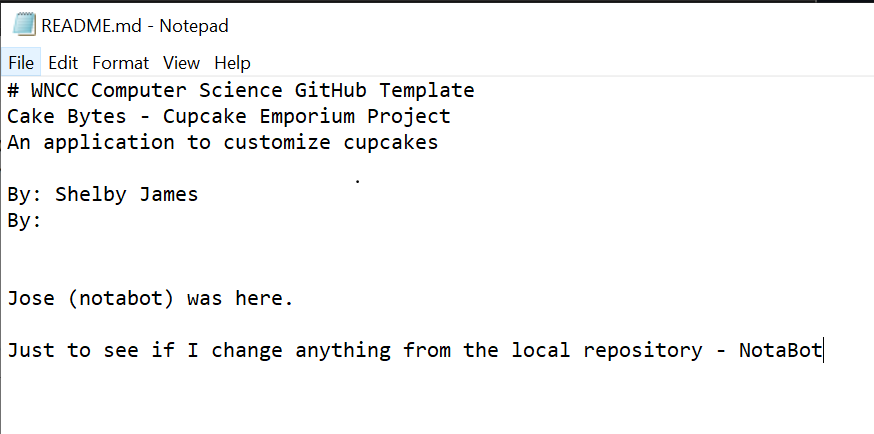 README.md - Notepad
File Edit Format View Help
# WNCC Computer Science GitHub Template
Cake Bytes - Cupcake Emporium Project
An application to customize cupcakes
By: Shelby James
By:
Jose (notabot) was here.
Just to see if I change anything from the local repository - NotaBot